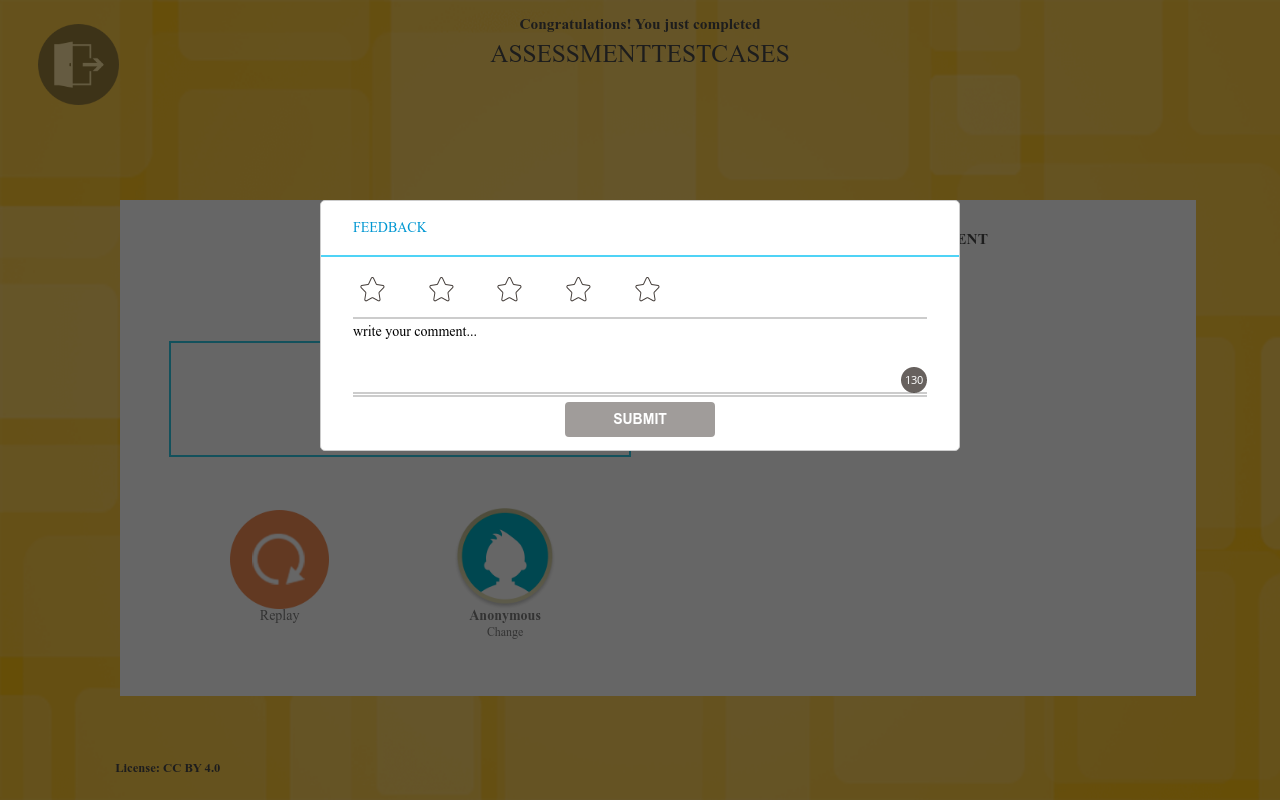 Congratulations! You just completed
ASSESSMENTTESTCASES
FEEDBACK
write your comment...
130
SUBMIT
Replay
Anonymous
Change
License: CC BY 4.0